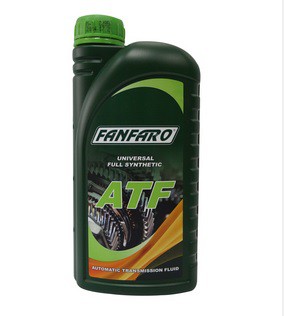 FANFARO
UNIVERSAL
FULL SYNTHETIC
ATF
AUTOMATIC TRANSMISSION FLUID